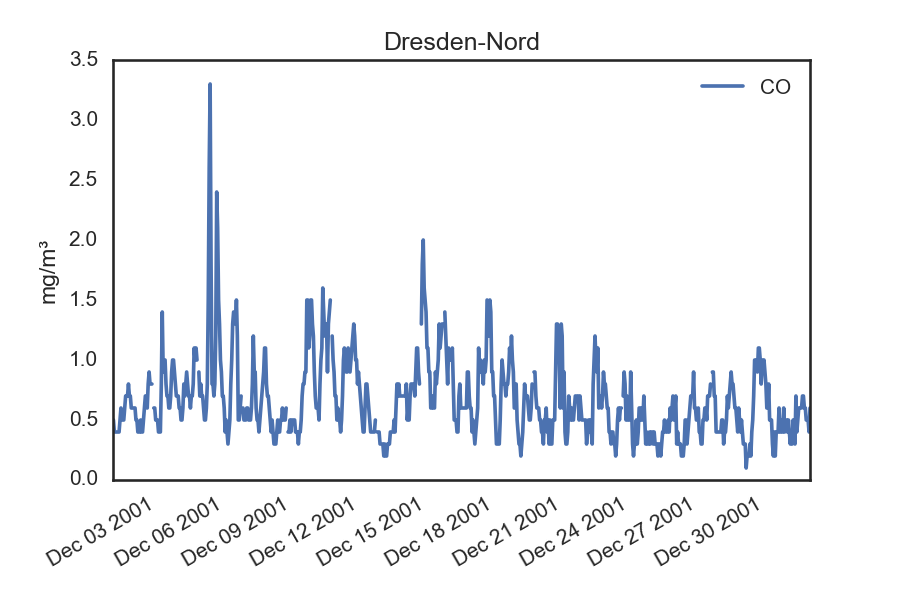 Dresden-Nord
3.5
3.0
2.5
2.0
1.5
1.0
0.5
0.0
mg/m³
CO
Dec 03 2001
Dec 06 2001
Dec 09 2001
Dec 12 2001
Dec 15 2001
Dec 18 2001
Dec 21 2001
Dec 24 2001
Dec 27 2001
Dec 30 2001